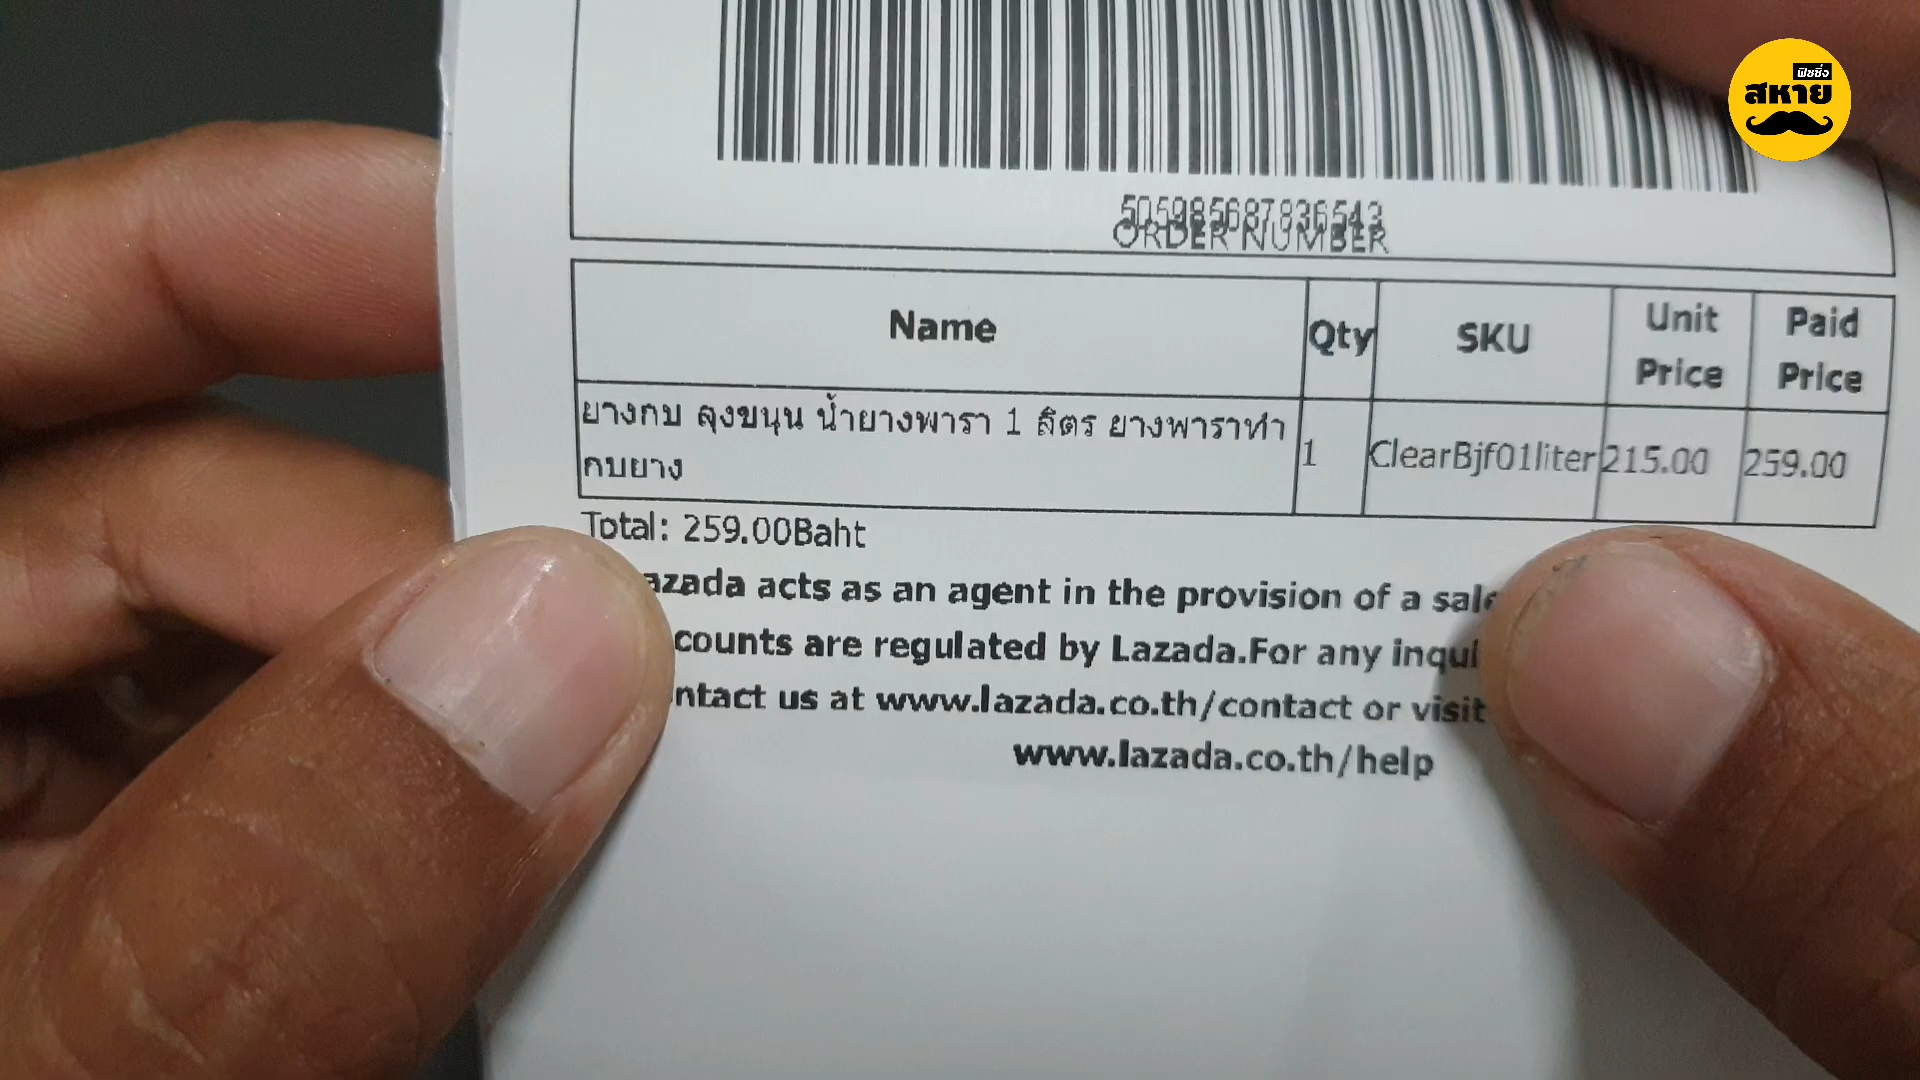 ฟิชชิ่ง
สหาย
505985687836543
ORDER NUMBER
Name Qty SKU Unit Price Paid Price
ยางกบ ลุงขนุน น้ำยางพารา 1 ลิตร ยางพาราทำ
กบยาง
1 ClearBjf01liter 215.00 259.00
Total: 259.00Baht
azada acts as an agent in the provision of a sale
counts are regulated by Lazada.For any inqui
ntact us at www.lazada.co.th/contact or visit
www.lazada.co.th/help